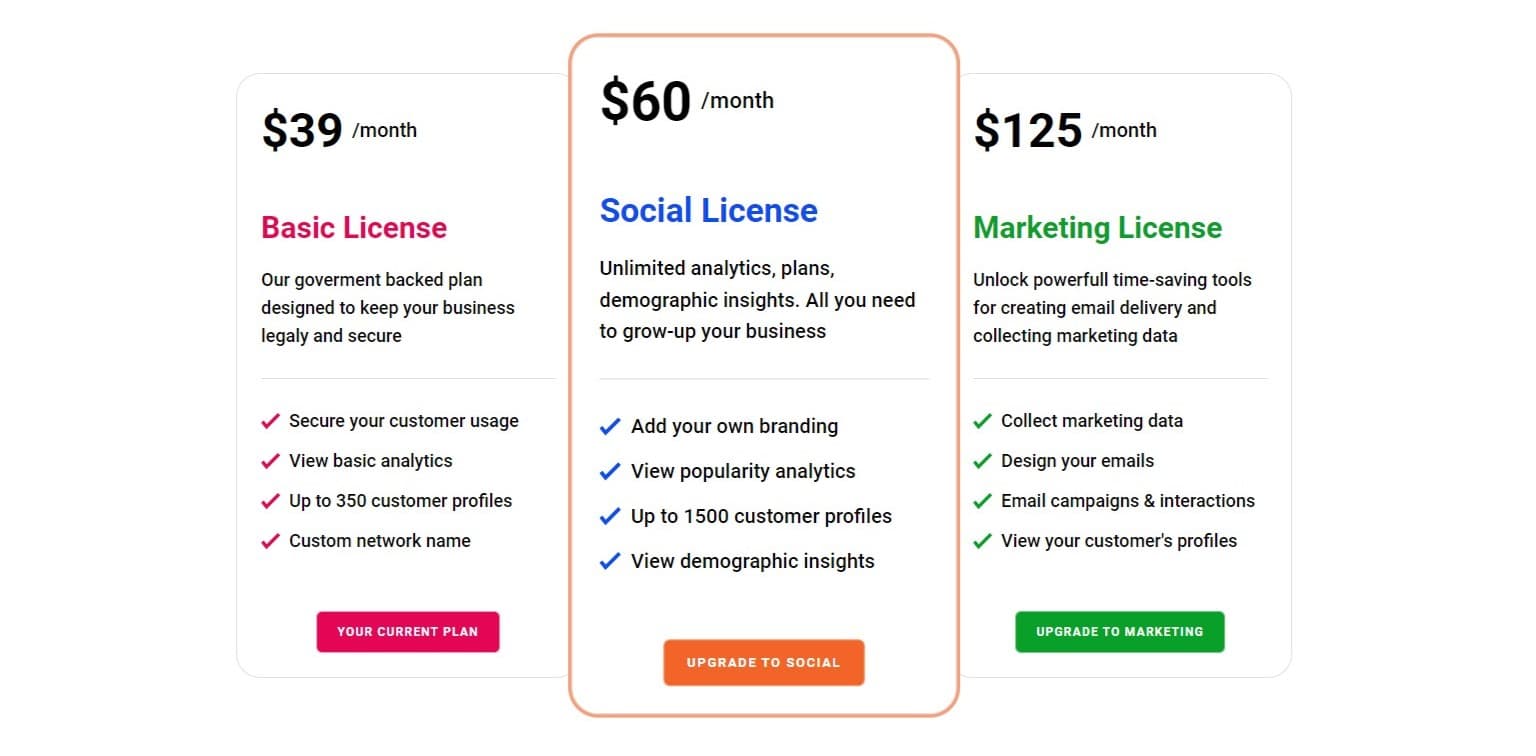 $39 /month
Basic License
Our goverment backed plan
designed to keep your business
legaly and secure
Secure your customer usage
View basic analytics
Up to 350 customer profiles
Custom network name
YOUR CURRENT PLAN
$60 /month
Social License
Unlimited analytics, plans,
demographic insights. All you need
to grow-up your business
Add your own branding
View popularity analytics
Up to 1500 customer profiles
View demographic insights
UPGRADE TO SOCIAL
$125 /month
Marketing License
Unlock powerfull time-saving tools
for creating email delivery and
collecting marketing data
Collect marketing data
Design your emails
Email campaigns & interactions
View your customer's profiles
UPGRADE TO MARKETING